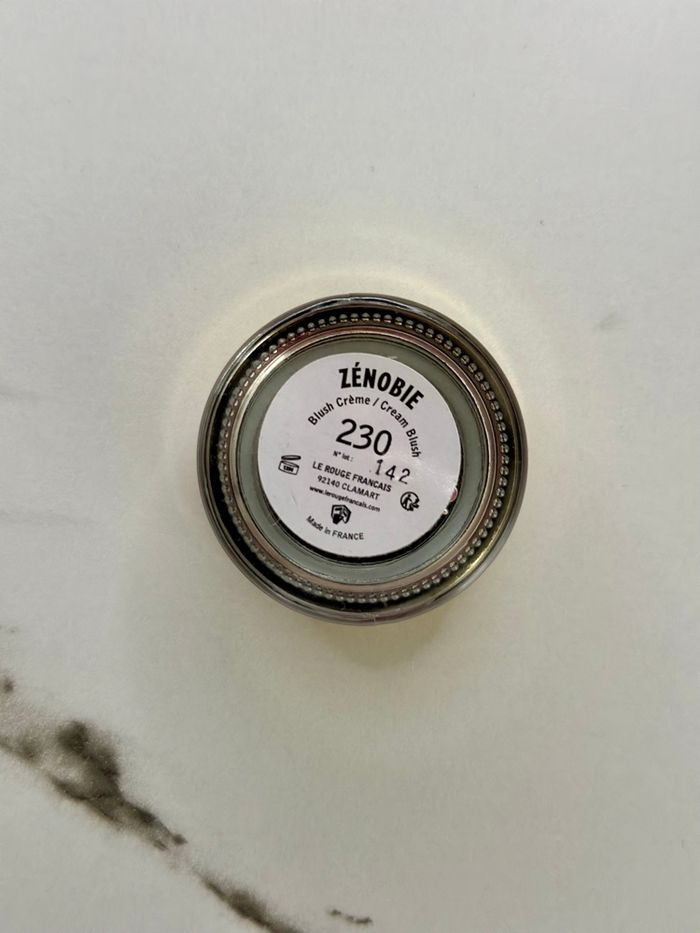 ZÉNOBIE
Blush Crème / Cream Blush
230
N° lot : 142
LE ROUGE FRANCAIS
92140 CLAMART
www.lerougefrancais.com
Made in FRANCE